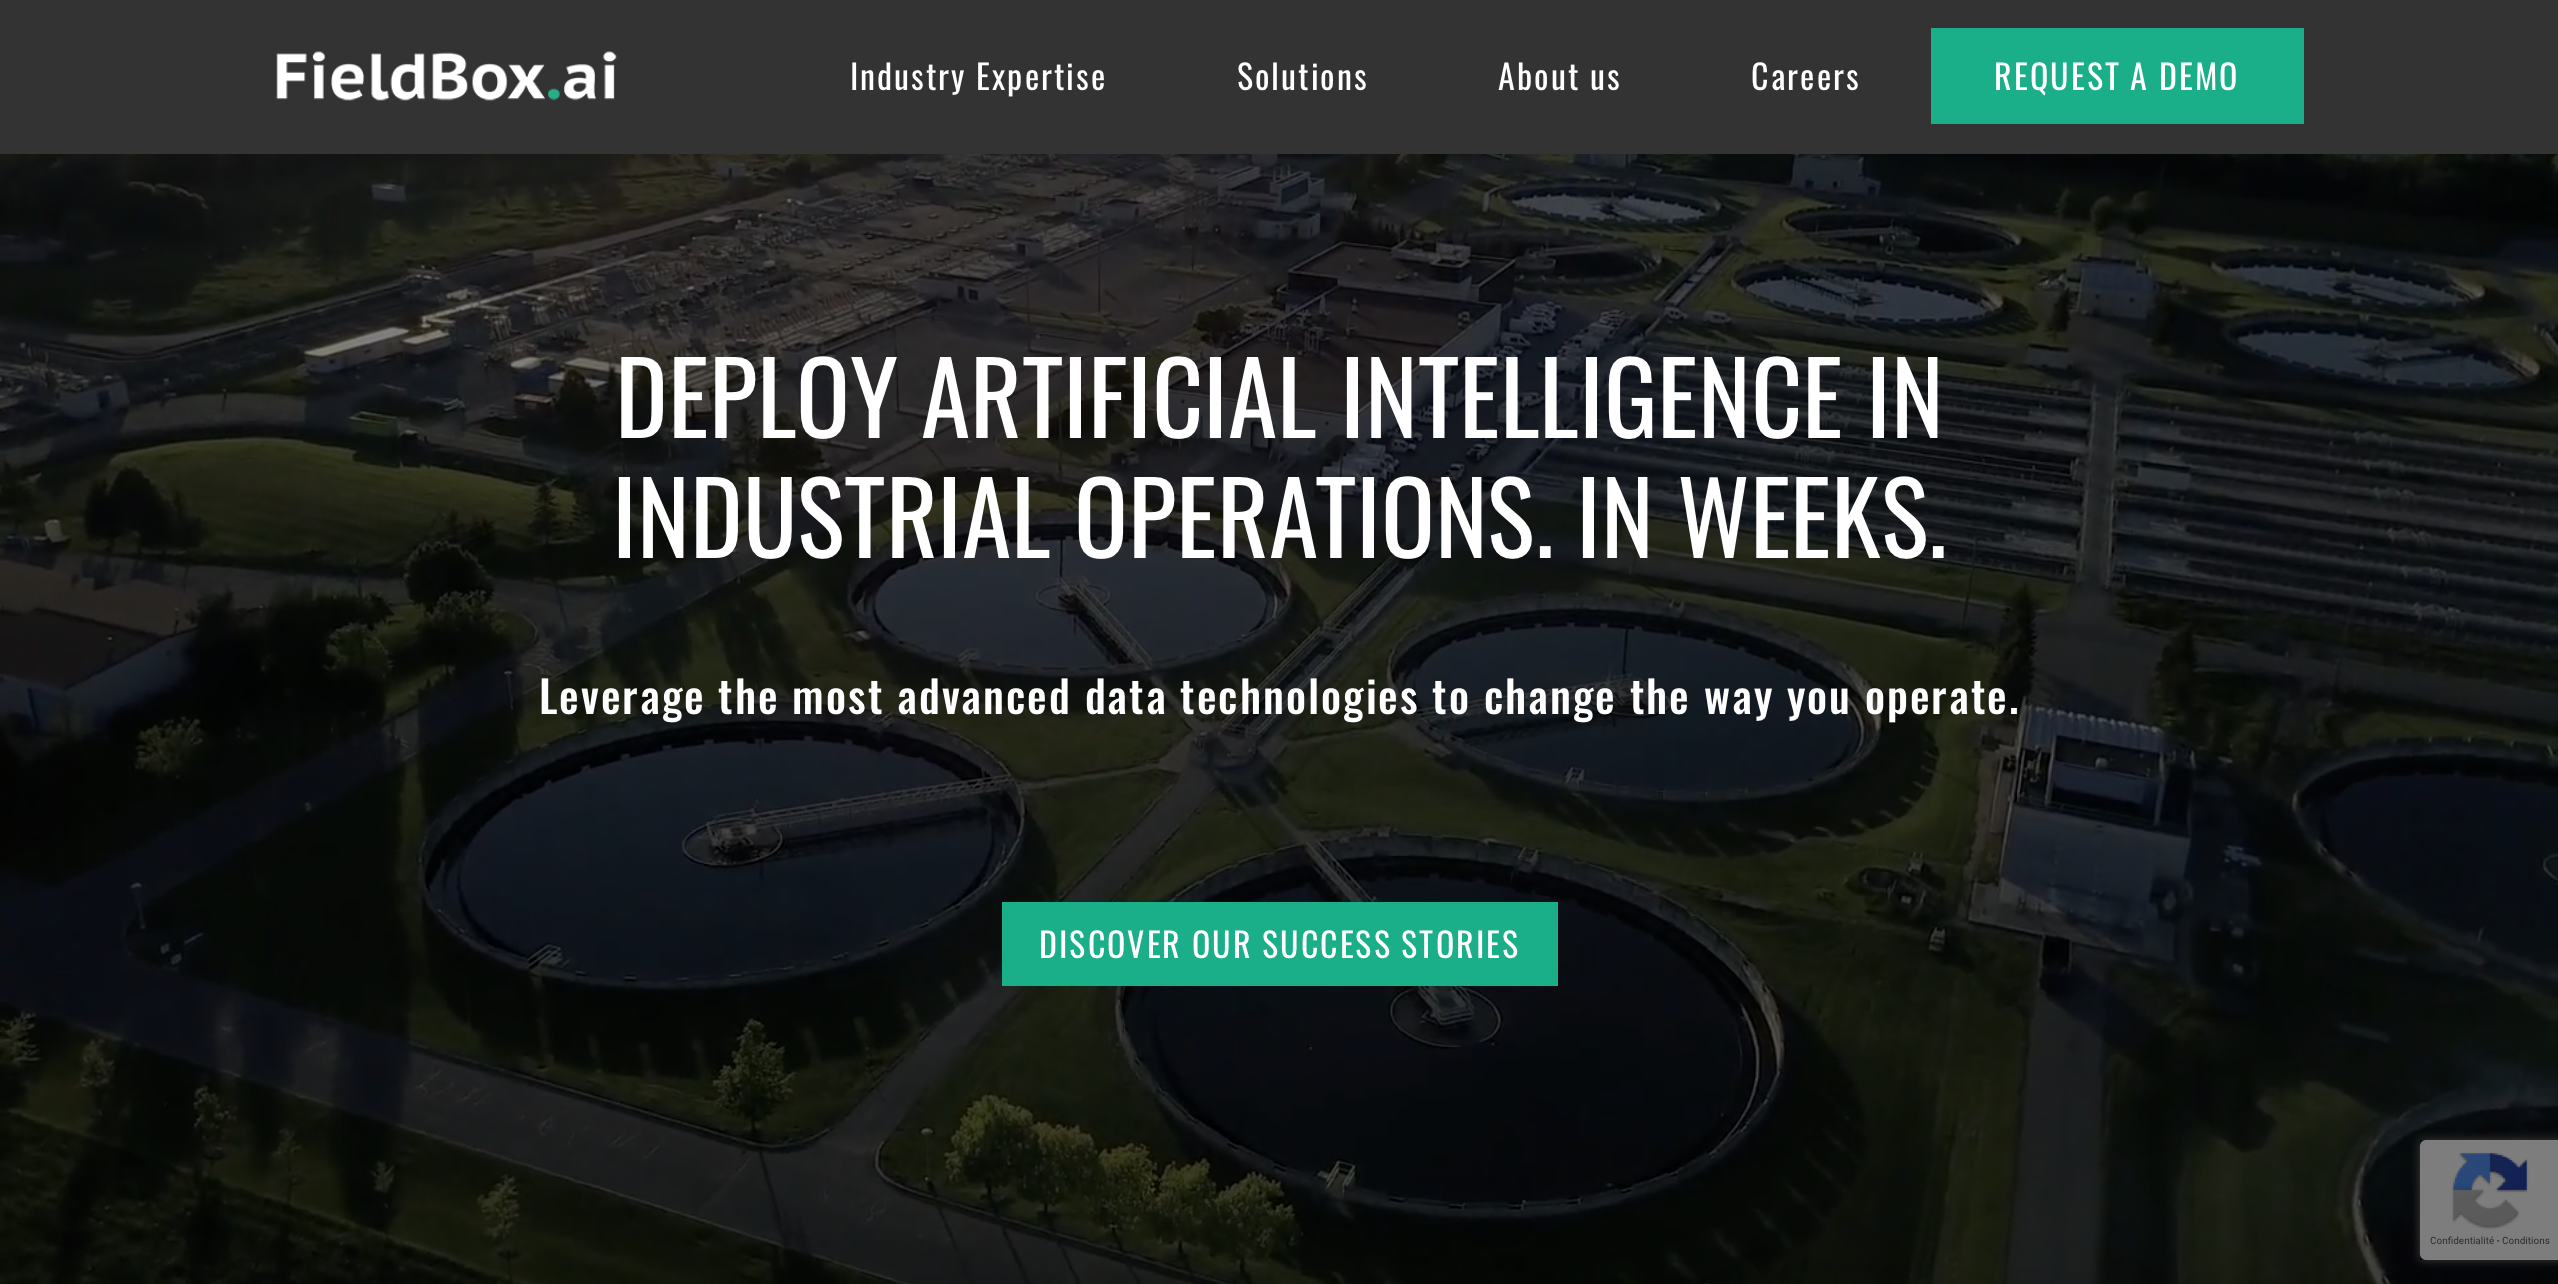 FieldBox.ai
Industry Expertise
Solutions
About us
Careers
REQUEST A DEMO
DEPLOY ARTIFICIAL INTELLIGENCE IN
INDUSTRIAL OPERATIONS. IN WEEKS.
Leverage the most advanced data technologies to change the way you operate.
DISCOVER OUR SUCCESS STORIES
Confidentialité - Conditions